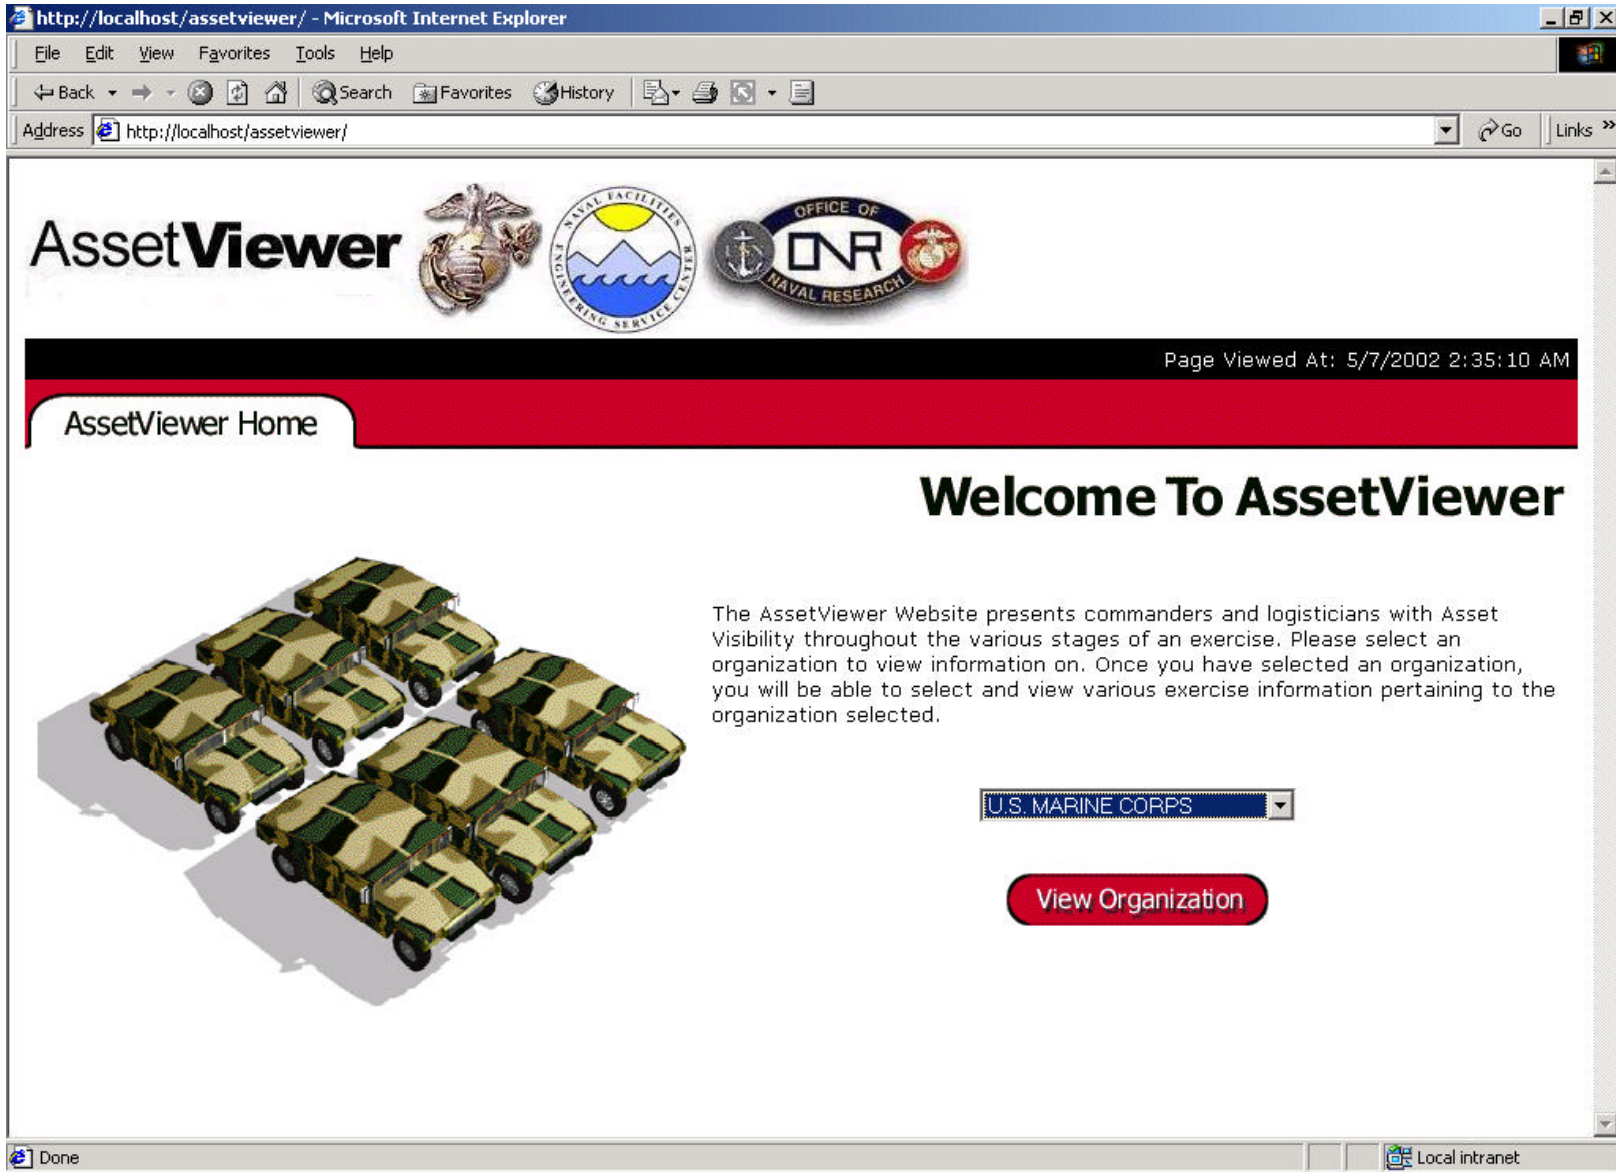 http://localhost/assetviewer/ - Microsoft Internet Explorer
File Edit View Favorites Tools Help
Back Search Favorites History
Address http://localhost/assetviewer/ Go Links »
AssetViewer
NAVAL FACILITIES ENGINEERING SERVICE CENTER
OFFICE OF
ONR
NAVAL RESEARCH
Page Viewed At: 5/7/2002 2:35:10 AM
AssetViewer Home
Welcome To AssetViewer
The AssetViewer Website presents commanders and logisticians with Asset
Visibility throughout the various stages of an exercise. Please select an
organization to view information on. Once you have selected an organization,
you will be able to select and view various exercise information pertaining to the
organization selected.
U.S. MARINE CORPS
View Organization
Done Local intranet